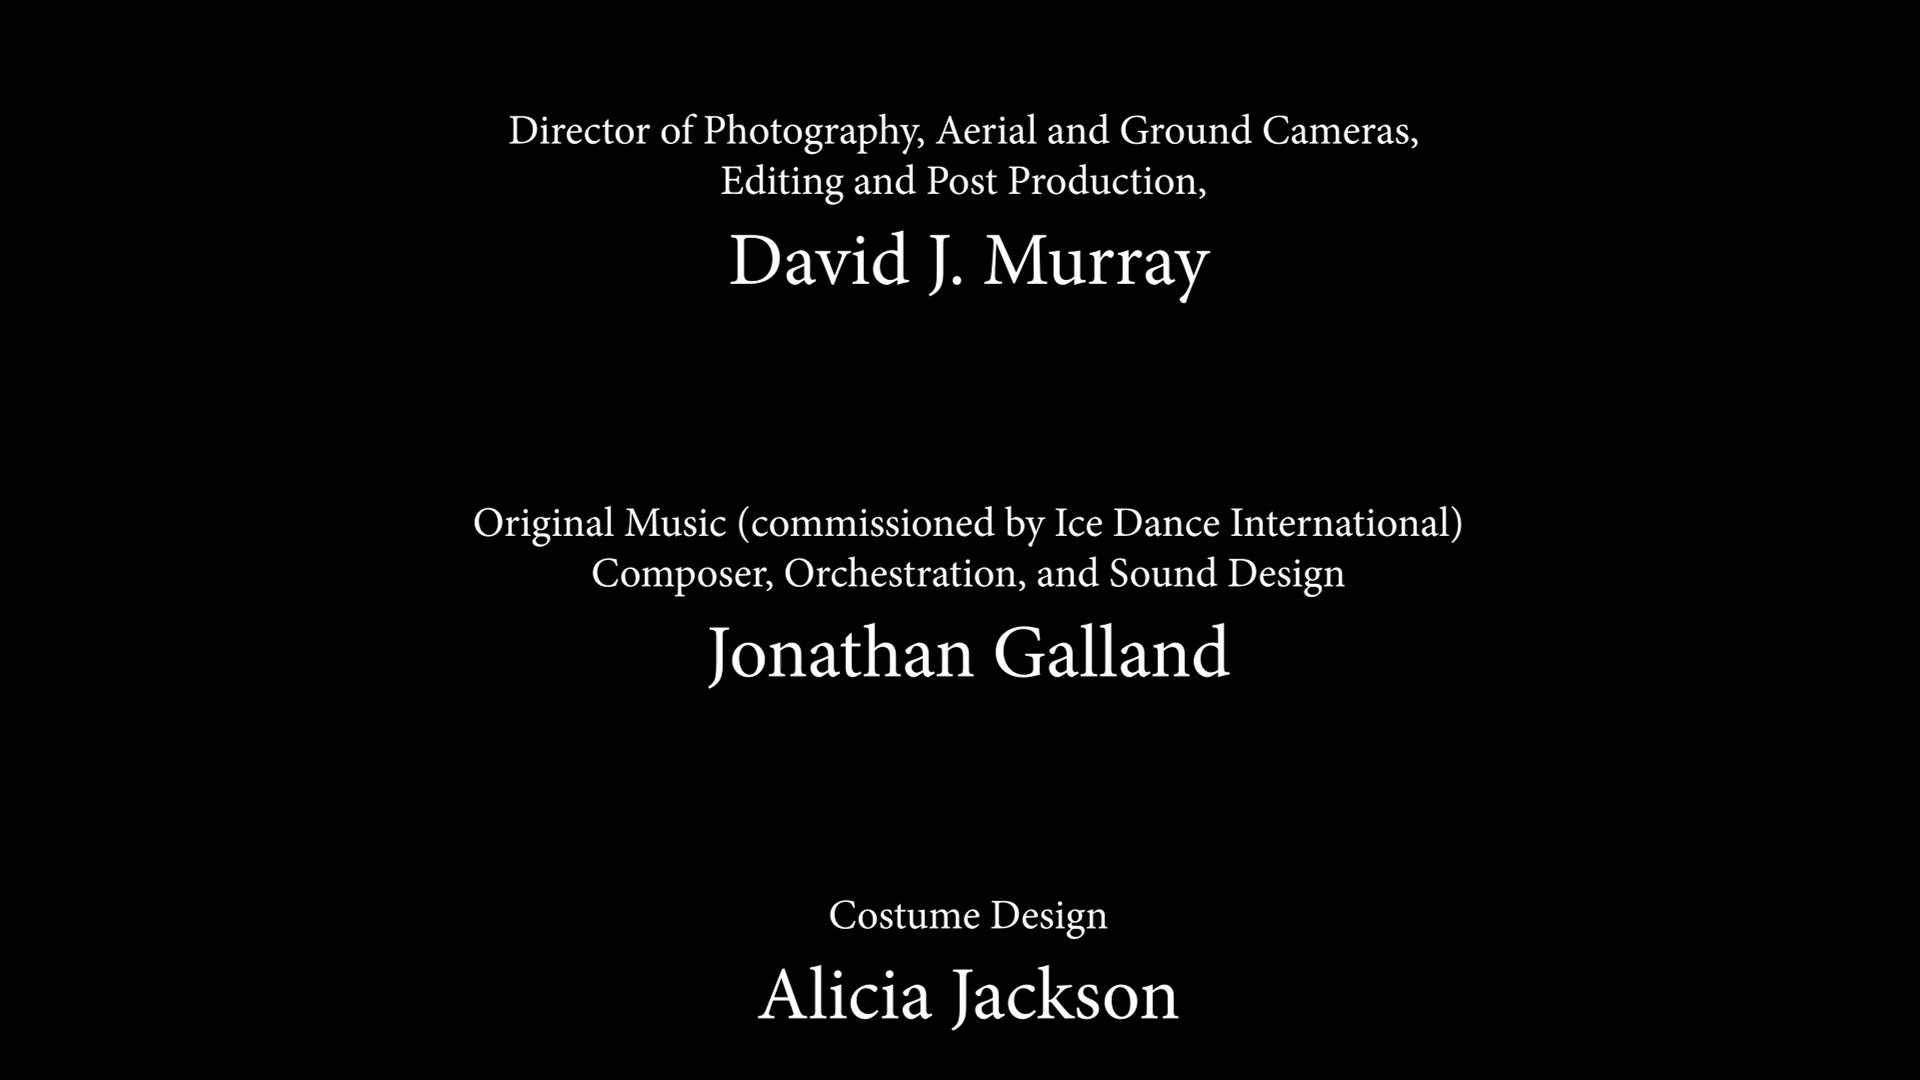 Director of Photography, Aerial and Ground Cameras,
Editing and Post Production,
David J. Murray
Original Music (commissioned by Ice Dance International)
Composer, Orchestration, and Sound Design
Jonathan Galland
Costume Design
Alicia Jackson